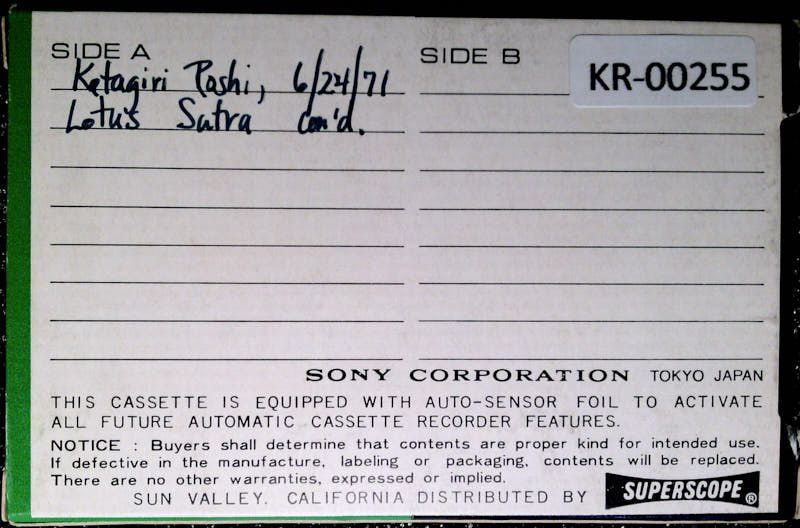 SIDE A
Katagiri Roshi, 6/24/71
Lotus Sutra con'd.
SIDE B
KR-00255
SONY CORPORATION TOKYO JAPAN
THIS CASSETTE IS EQUIPPED WITH AUTO-SENSOR FOIL TO ACTIVATE
ALL FUTURE AUTOMATIC CASSETTE RECORDER FEATURES.
NOTICE : Buyers shall determine that contents are proper kind for intended use.
If defective in the manufacture, labeling or packaging, contents will be replaced.
There are no other warranties, expressed or implied.
SUN VALLEY, CALIFORNIA DISTRIBUTED BY SUPERSCOPE®